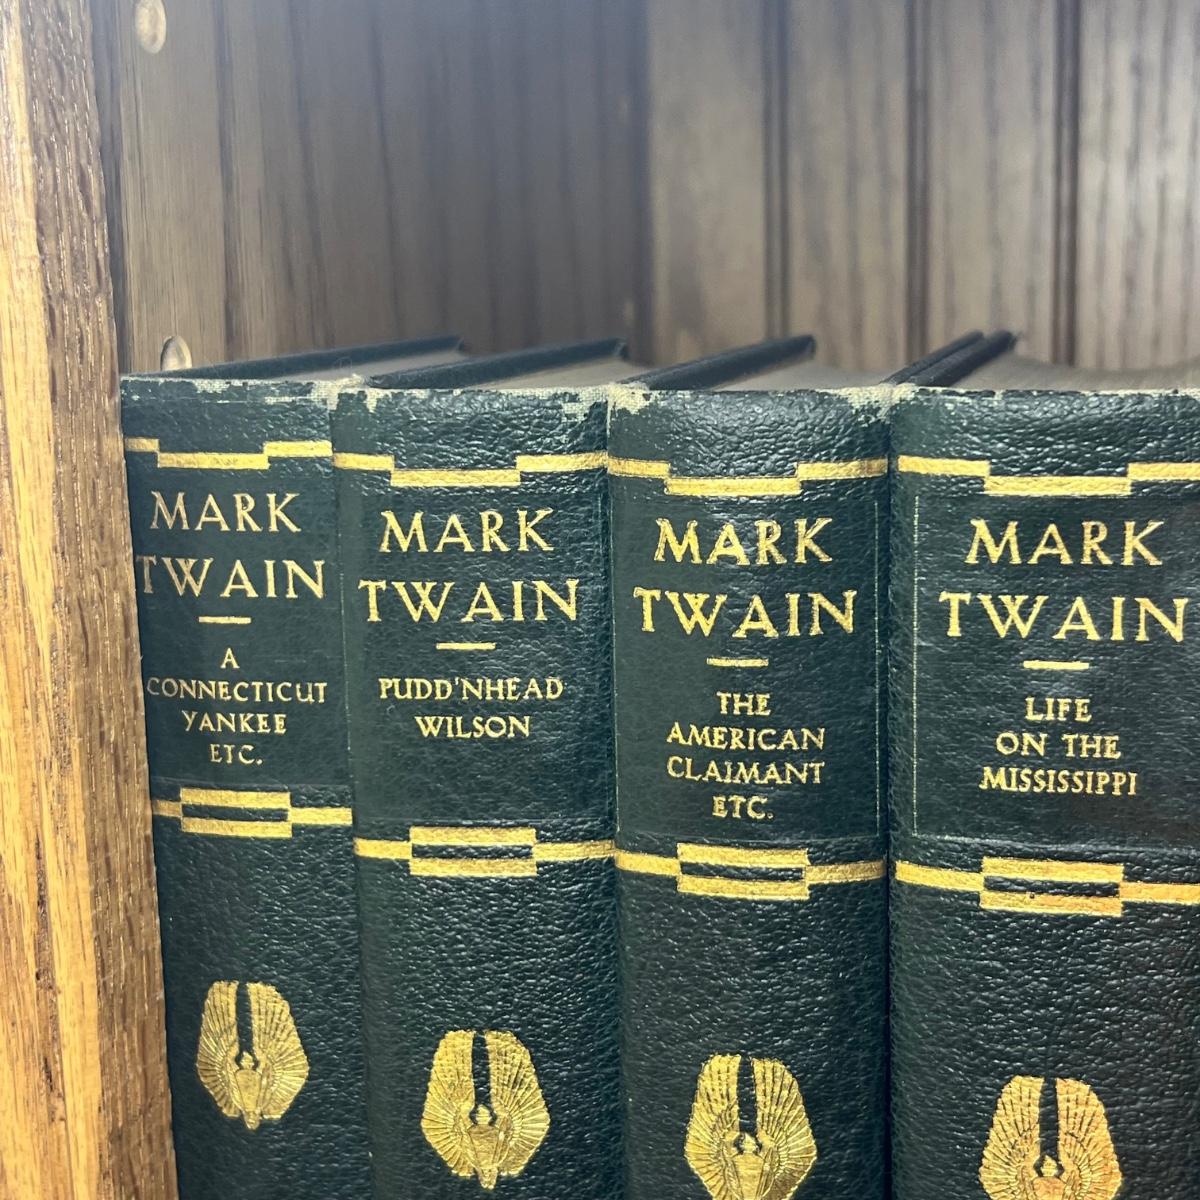 MARK
TWAIN
A
CONNECTICUT
YANKEE
ETC.
MARK
TWAIN
PUDD'NHEAD
WILSON
MARK
TWAIN
THE
AMERICAN
CLAIMANT
ETC.
MARK
TWAIN
LIFE
ON THE
MISSISSIPPI